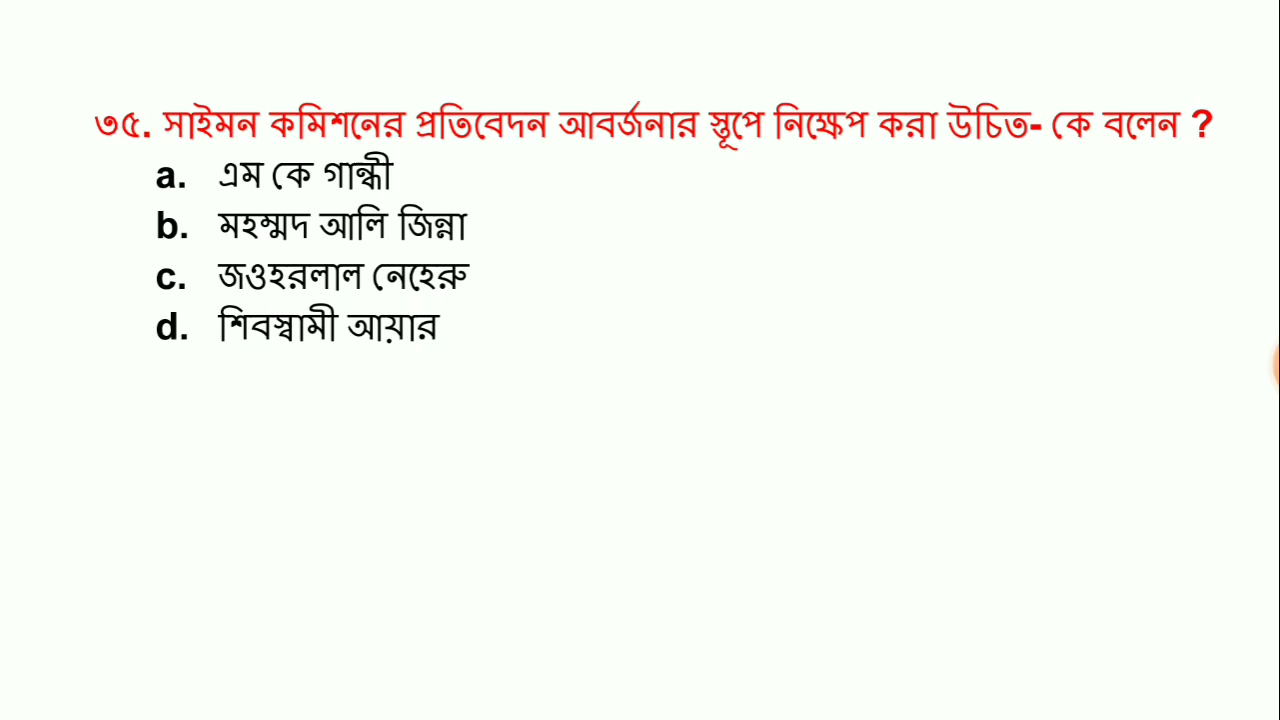 ৩৫. সাইমন কমিশনের প্রতিবেদন আবর্জনার স্তূপে নিক্ষেপ করা উচিত- কে বলেন ?
a. এম কে গান্ধী
b. মহম্মদ আলি জিন্না
c. জওহরলাল নেহেরু
d. শিবস্বামী আয়ার